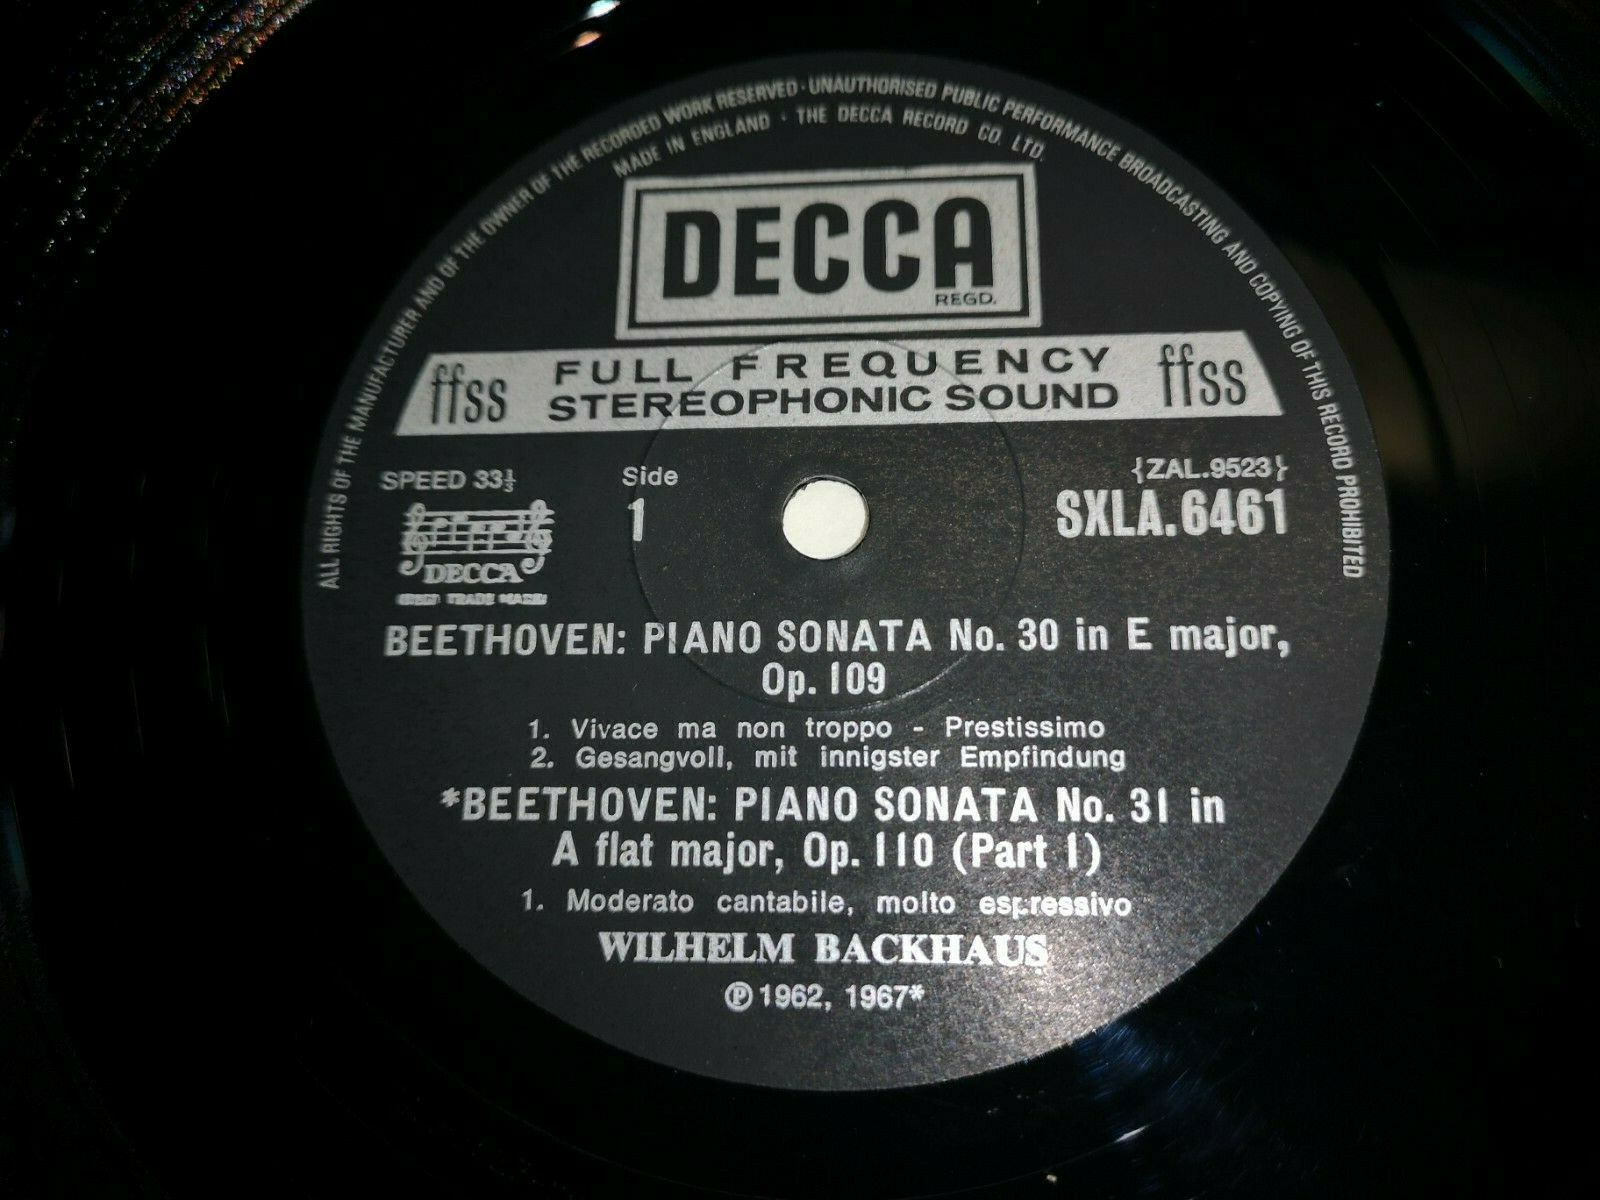 ALL RIGHTS OF THE MANUFACTURER AND OF THE OWNER OF THE RECORDED WORK RESERVED · UNAUTHORISED PUBLIC PERFORMANCE BROADCASTING AND COPYING OF THIS RECORD PROHIBITED
MADE IN ENGLAND · THE DECCA RECORD CO. LTD.
DECCA
REGD.
ffss FULL FREQUENCY ffss
STEREOPHONIC SOUND
SPEED 33⅓ Side {ZAL.9523}
1 SXLA.6461
DECCA
TRADE
BEETHOVEN: PIANO SONATA No. 30 in E major,
Op. 109
1. Vivace ma non troppo - Prestissimo
2. Gesangvoll, mit innigster Empfindung
*BEETHOVEN: PIANO SONATA No. 31 in
A flat major, Op. 110 (Part 1)
1. Moderato cantabile, molto espressivo
WILHELM BACKHAUS
℗ 1962, 1967*